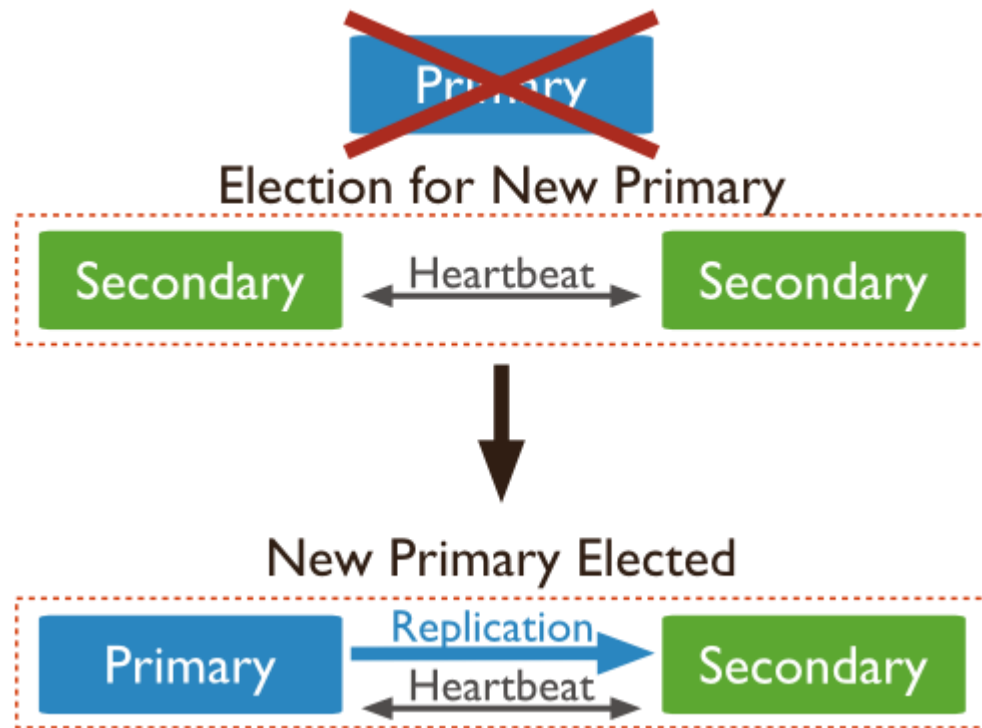 Primary
Election for New Primary
Secondary
Heartbeat
Secondary
New Primary Elected
Primary
Replication
Heartbeat
Secondary